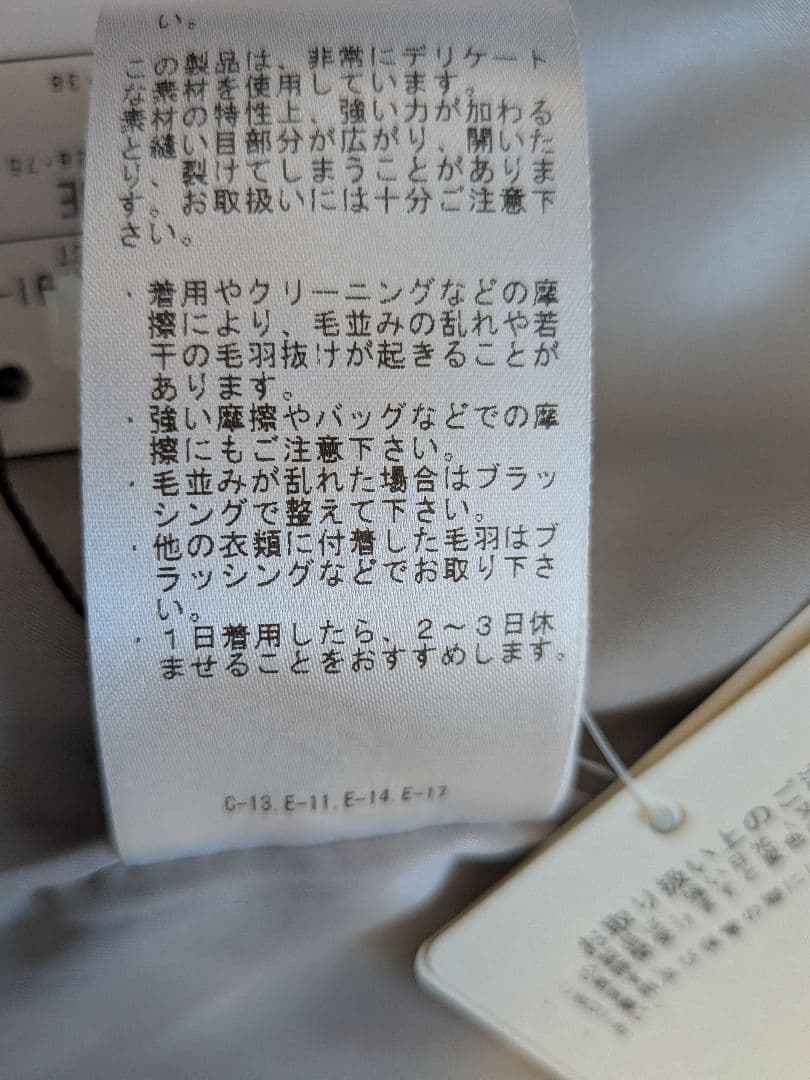 い。
この製品は、非常にデリケート
な素材を使用しています。
素材の特性上、強い力が加わる
と縫い目部分が広がり、開いた
り、裂けてしまうことがありま
す。お取扱いには十分ご注意下
さい。
・着用やクリーニングなどの摩
擦により、毛並みの乱れや若
干の毛羽抜けが起きることが
あります。
・強い摩擦やバッグなどでの摩
擦にもご注意下さい。
・毛並みが乱れた場合はブラッ
シングで整えて下さい。
・他の衣類に付着した毛羽はブ
ラッシングなどでお取り下さ
い。
・1日着用したら、2〜3日休
ませることをおすすめします。
C-13, E-11, E-14, E-17
お取り扱い上のご注